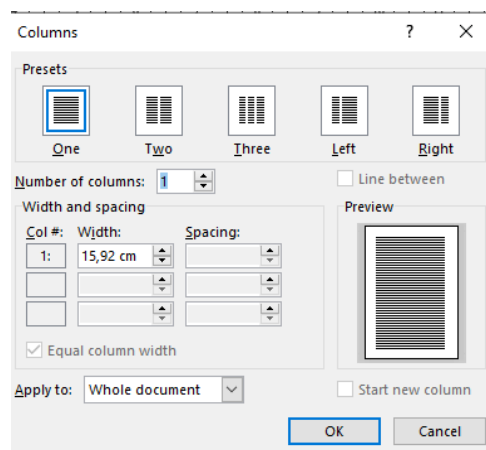 Columns ? ×
Presets
One Two Three Left Right
Number of columns: 1 Line between
Width and spacing Preview
Col #: Width: Spacing:
1: 15,92 cm
Equal column width
Apply to: Whole document Start new column
OK Cancel